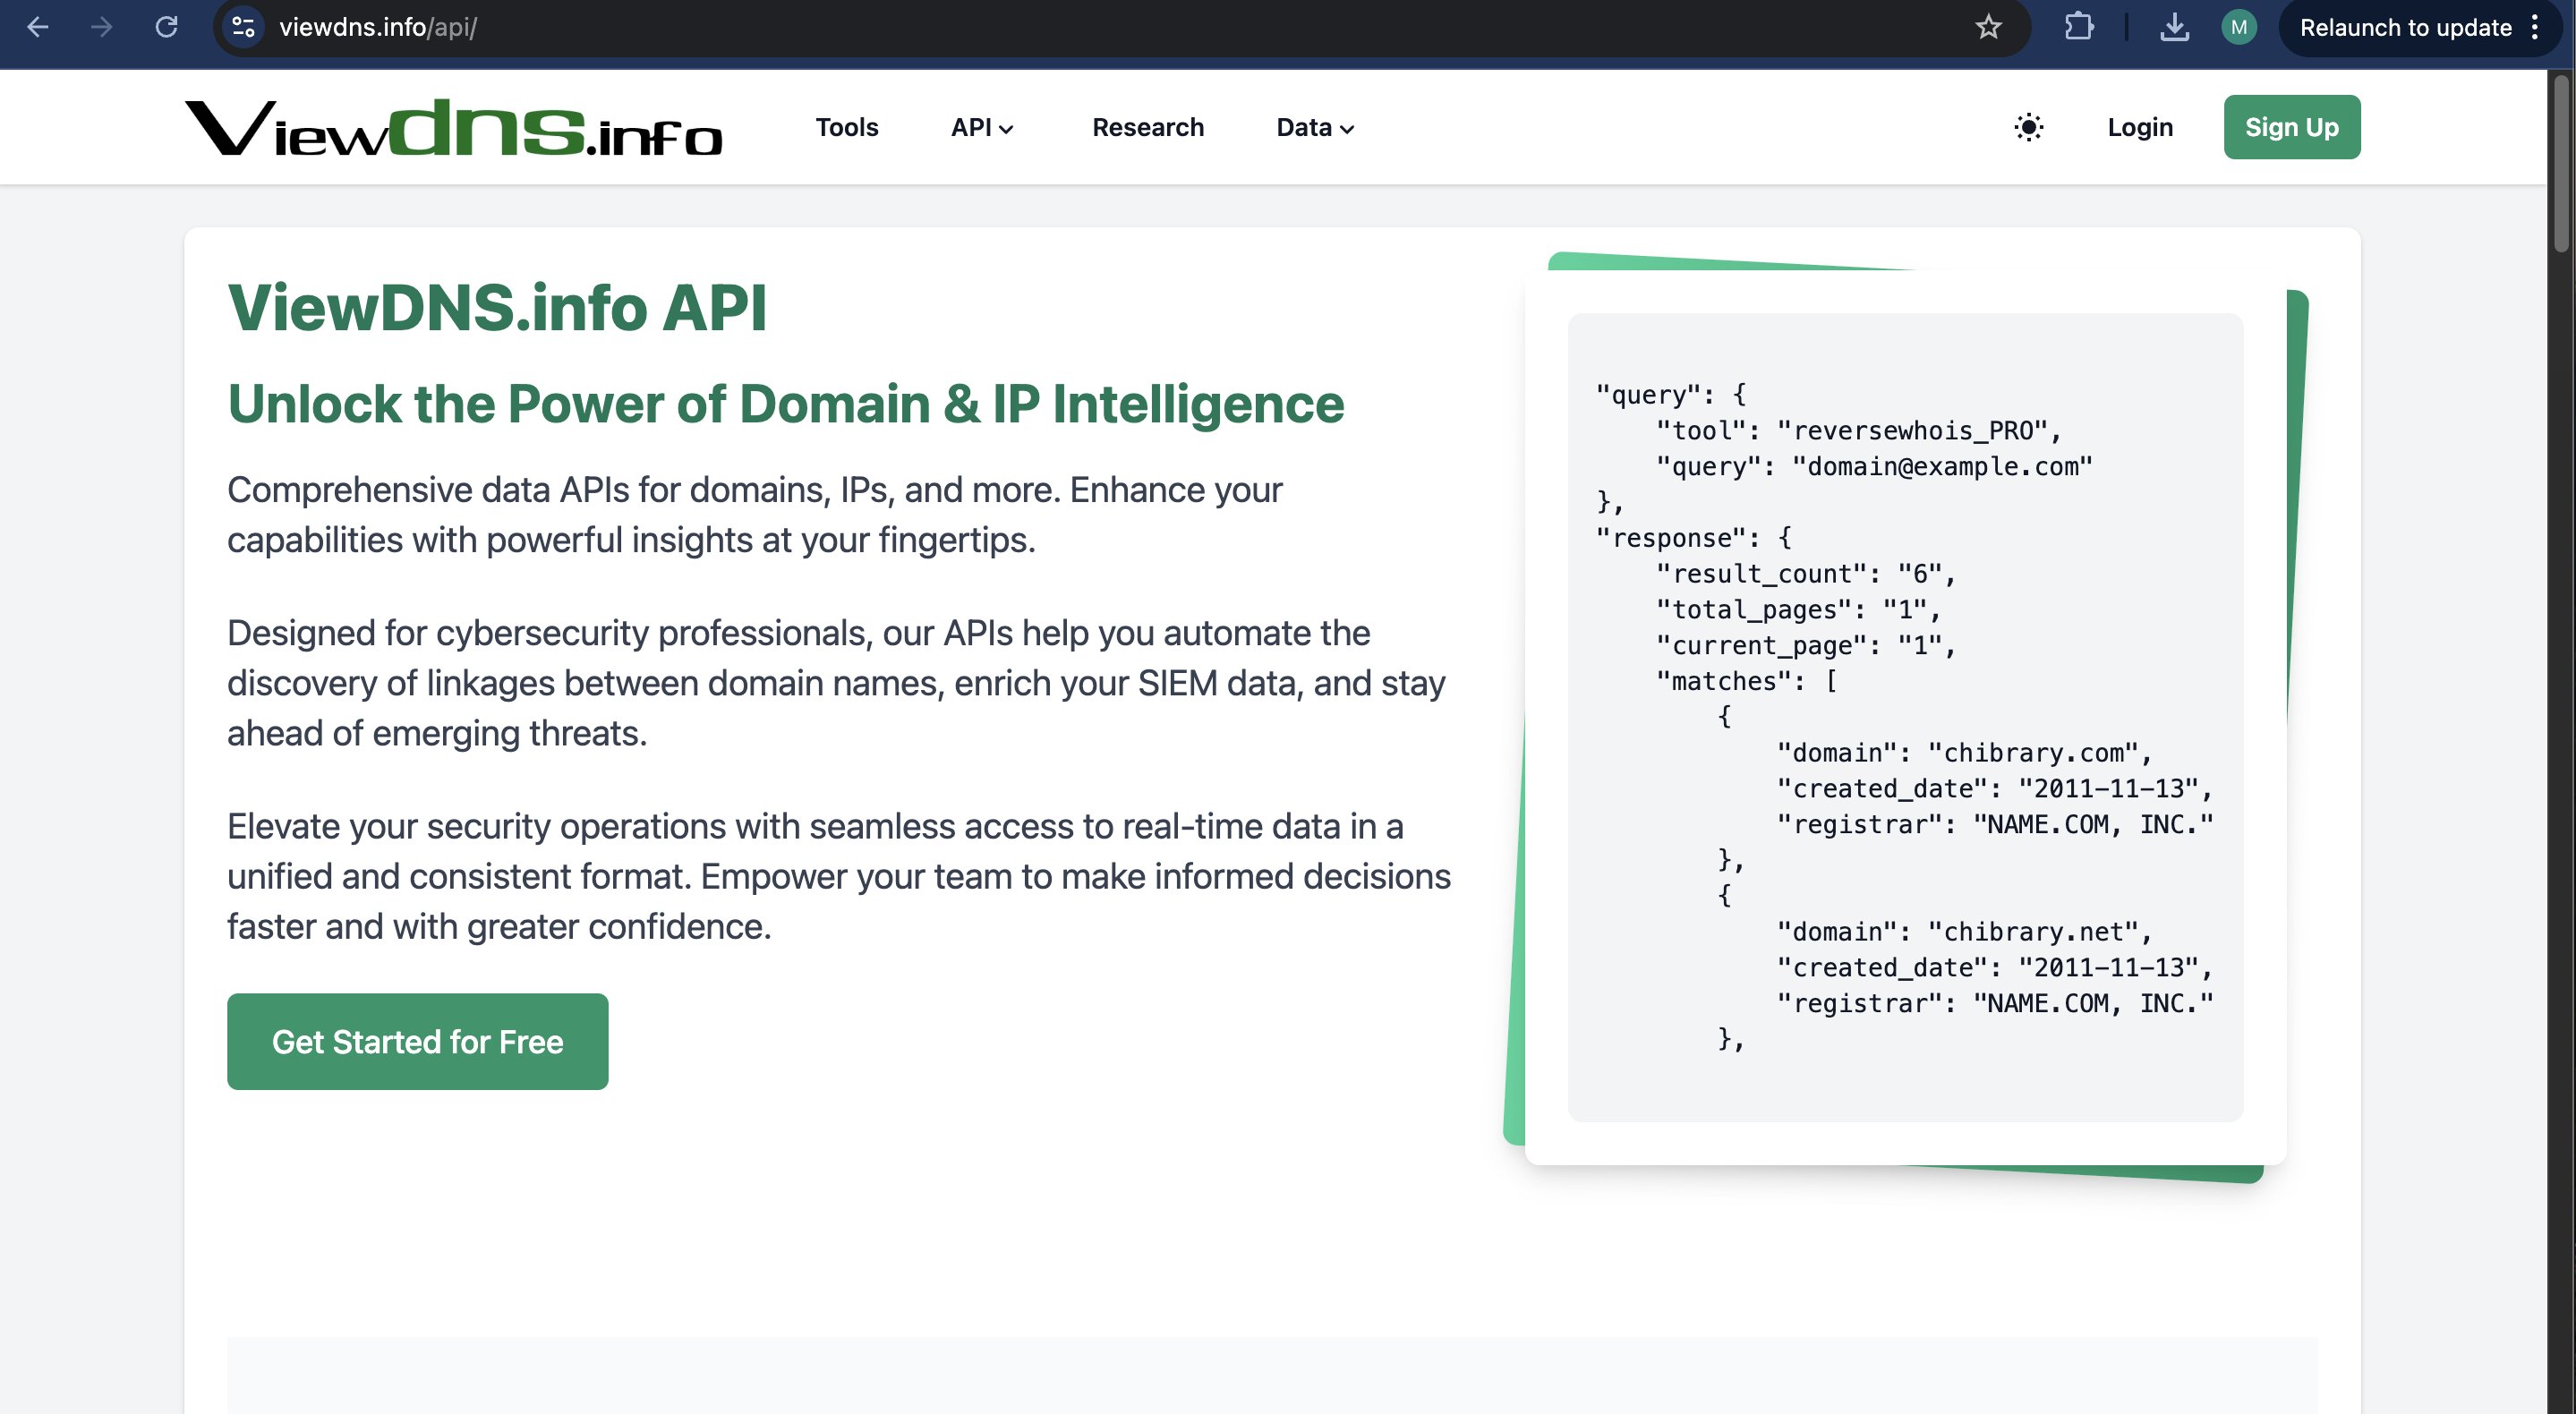 viewdns.info/api/
M
Relaunch to update
Viewdns.info
Tools
API
Research
Data
Login
Sign Up
ViewDNS.info API
Unlock the Power of Domain & IP Intelligence
Comprehensive data APIs for domains, IPs, and more. Enhance your
capabilities with powerful insights at your fingertips.
Designed for cybersecurity professionals, our APIs help you automate the
discovery of linkages between domain names, enrich your SIEM data, and stay
ahead of emerging threats.
Elevate your security operations with seamless access to real-time data in a
unified and consistent format. Empower your team to make informed decisions
faster and with greater confidence.
Get Started for Free
"query": {
"tool": "reversewhois_PRO",
"query": "domain@example.com"
},
"response": {
"result_count": "6",
"total_pages": "1",
"current_page": "1",
"matches": [
{
"domain": "chibrary.com",
"created_date": "2011-11-13",
"registrar": "NAME.COM, INC."
},
{
"domain": "chibrary.net",
"created_date": "2011-11-13",
"registrar": "NAME.COM, INC."
},